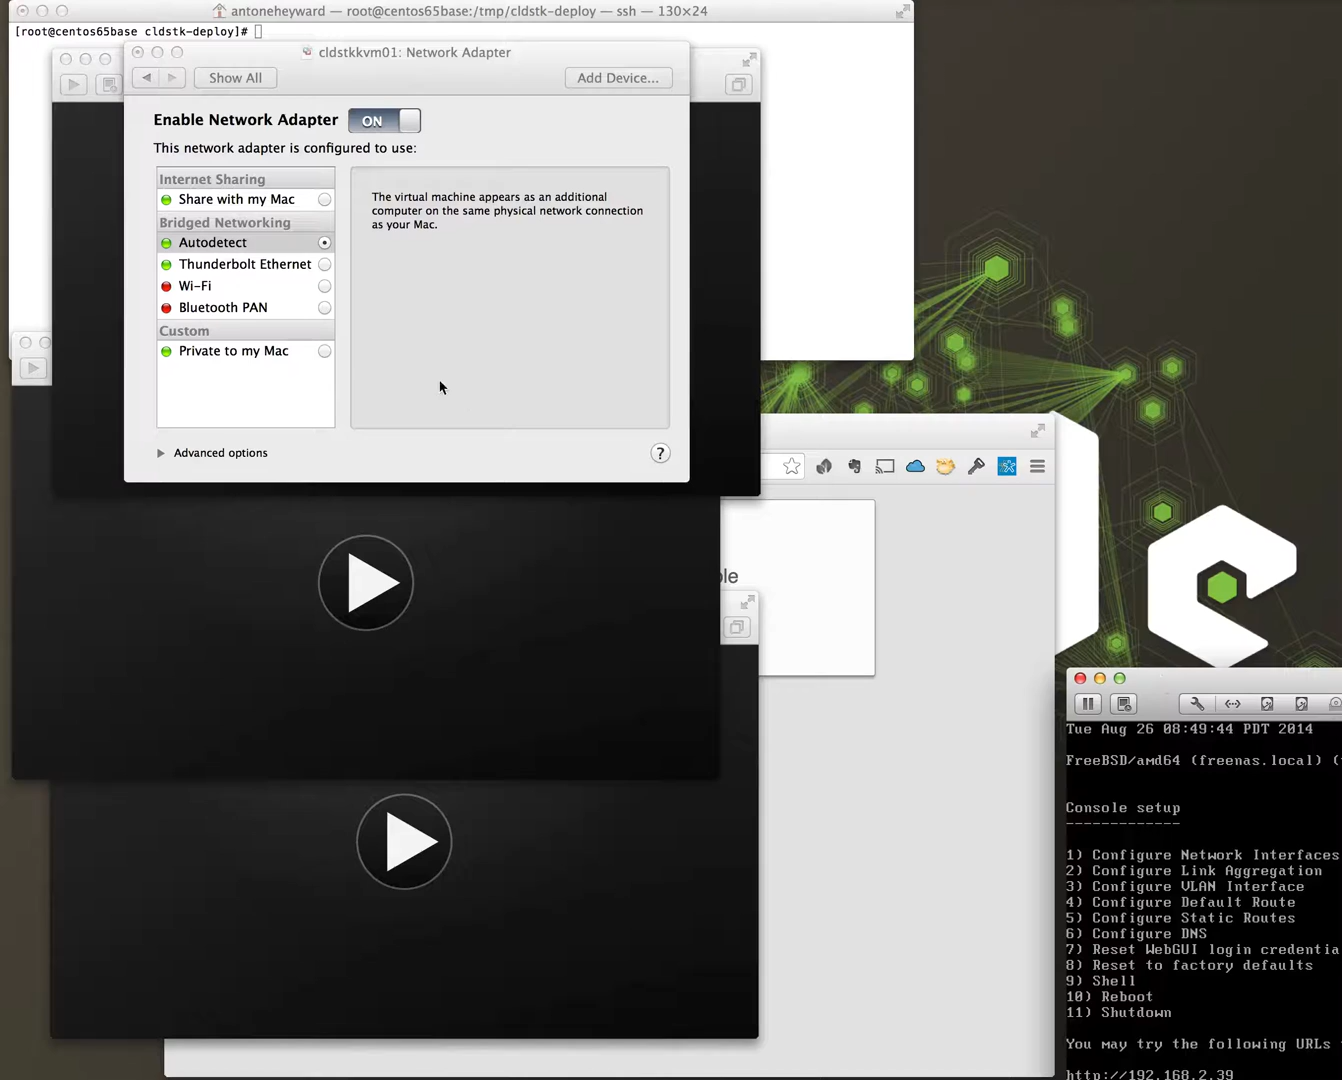 antoneheyward — root@centos65base:/tmp/cldstk-deploy — ssh — 130×24
[root@centos65base cldstk-deploy]#
cldstkkvm01: Network Adapter
Show All
Add Device...
Enable Network Adapter ON
This network adapter is configured to use:
Internet Sharing
Share with my Mac
Bridged Networking
Autodetect
Thunderbolt Ethernet
Wi-Fi
Bluetooth PAN
Custom
Private to my Mac
The virtual machine appears as an additional
computer on the same physical network connection
as your Mac.
Advanced options
?
Tue Aug 26 08:49:44 PDT 2014
FreeBSD/amd64 (freenas.local) (
Console setup
-------------
1) Configure Network Interfaces
2) Configure Link Aggregation
3) Configure VLAN Interface
4) Configure Default Route
5) Configure Static Routes
6) Configure DNS
7) Reset WebGUI login credentia
8) Reset to factory defaults
9) Shell
10) Reboot
11) Shutdown
You may try the following URLs
http://192.168.2.39